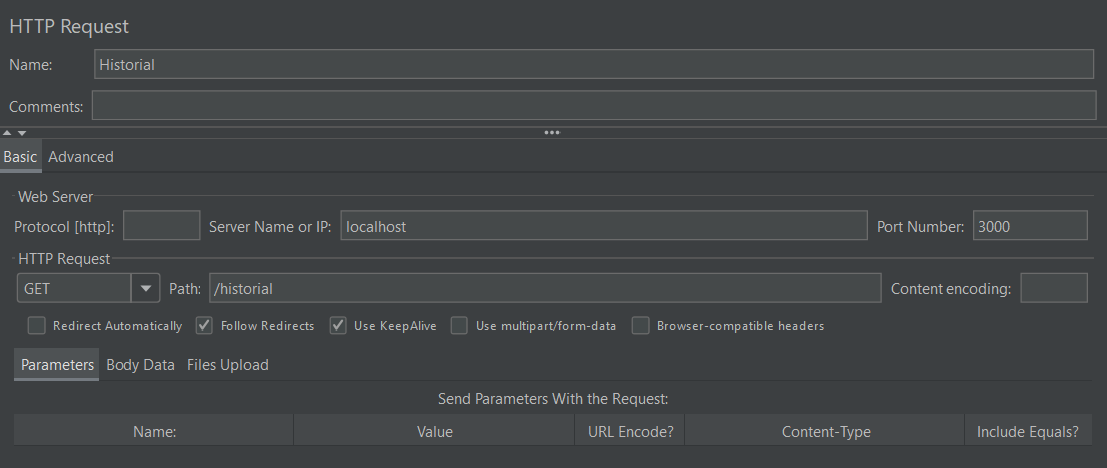 HTTP Request
Name: Historial
Comments:
Basic Advanced
Web Server
Protocol [http]: Server Name or IP: localhost Port Number: 3000
HTTP Request
GET Path: /historial Content encoding:
Redirect Automatically Follow Redirects Use KeepAlive Use multipart/form-data Browser-compatible headers
Parameters Body Data Files Upload
Send Parameters With the Request:
Name: Value URL Encode? Content-Type Include Equals?